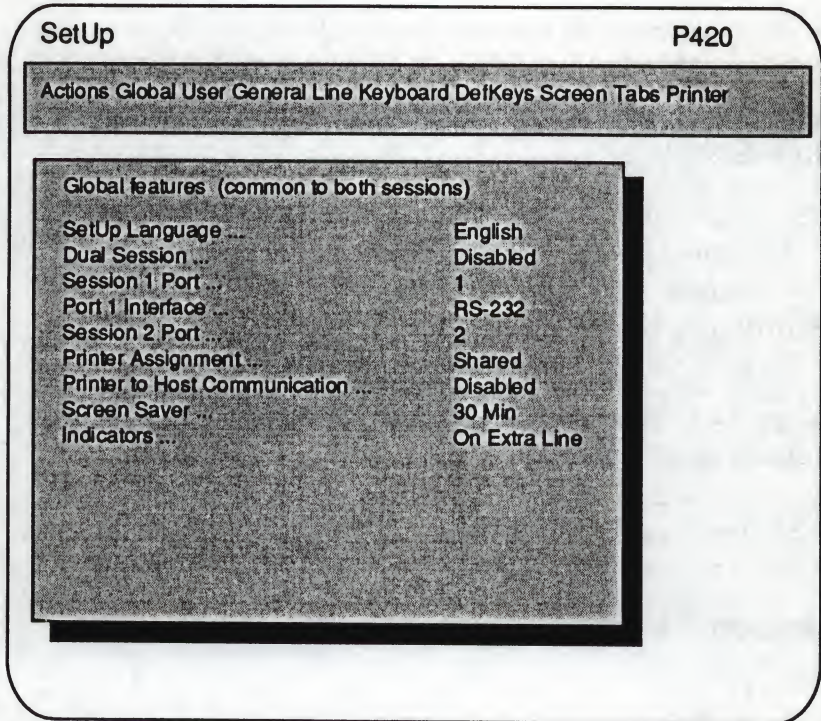 SetUp P420
Actions Global User General Line Keyboard DefKeys Screen Tabs Printer
Global features (common to both sessions)
SetUp Language ... English
Dual Session ... Disabled
Session 1 Port ... 1
Port 1 Interface ... RS-232
Session 2 Port ... 2
Printer Assignment ... Shared
Printer to Host Communication ... Disabled
Screen Saver ... 30 Min
Indicators ... On Extra Line